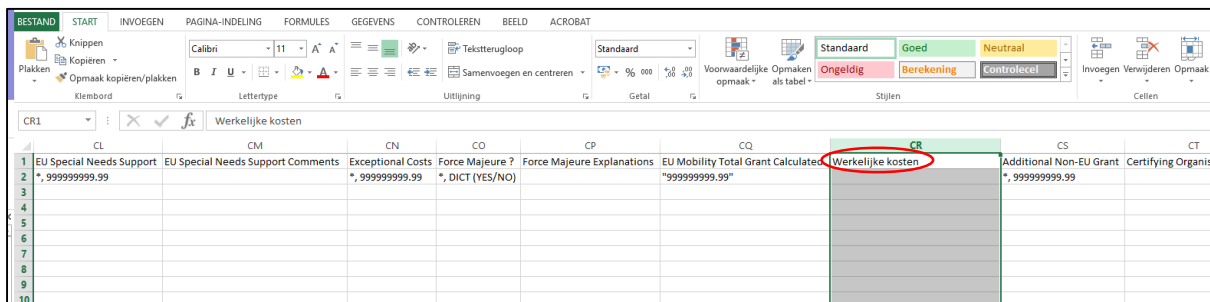 BESTAND START INVOEGEN PAGINA-INDELING FORMULES GEGEVENS CONTROLEREN BEELD ACROBAT
Knippen
Kopiëren
Opmaak kopiëren/plakken
Plakken
Klembord
Calibri 11 A A
B I U A
Lettertype
Tekstterugloop
Samenvoegen en centreren
Uitlijning
Standaard
% 000 ,00 ,0
Getal
Voorwaardelijke opmaak
Opmaken als tabel
Standaard Goed Neutraal
Ongeldig Berekening Controlecel
Stijlen
Invoegen Verwijderen Opmaak
Cellen
CR1 fx Werkelijke kosten
CL CM CN CO CP CQ CR CS CT
1 EU Special Needs Support EU Special Needs Support Comments Exceptional Costs Force Majeure ? Force Majeure Explanations EU Mobility Total Grant Calculated Werkelijke kosten Additional Non-EU Grant Certifying Organis
2 *, 999999999.99 *, 999999999.99 *, DICT (YES/NO) "999999999.99" *, 999999999.99
3
4
5
6
7
8
9
10